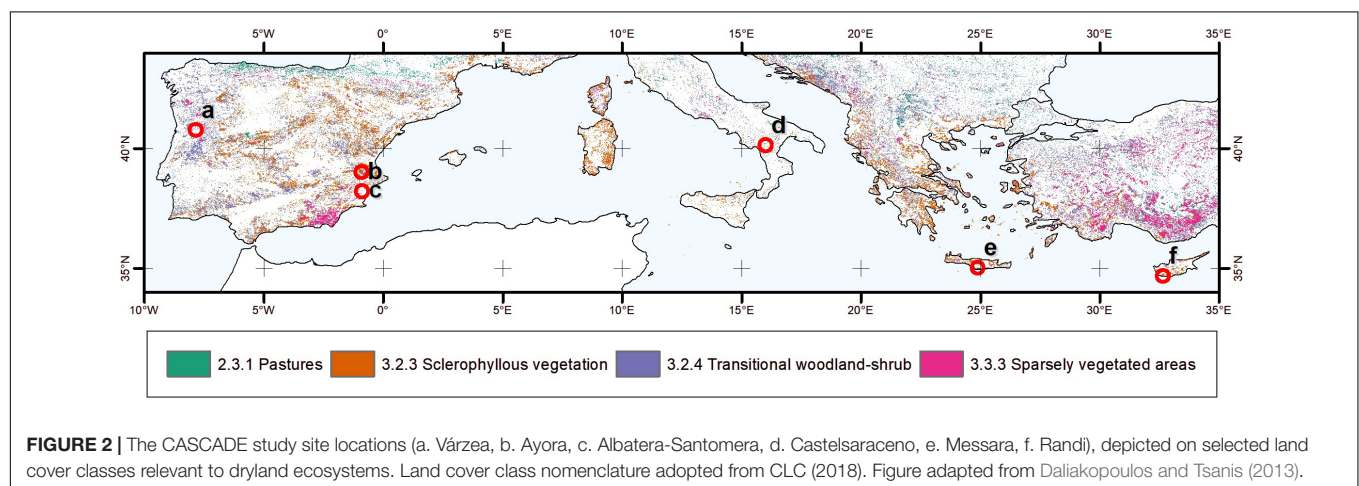 5°W 0° 5°E 10°E 15°E 20°E 25°E 30°E 35°E
a
d
40°N 40°N
b
c
e
f
35°N 35°N
10°W 5°W 0° 5°E 10°E 15°E 20°E 25°E 30°E 35°E
2.3.1 Pastures 3.2.3 Sclerophyllous vegetation 3.2.4 Transitional woodland-shrub 3.3.3 Sparsely vegetated areas
FIGURE 2 | The CASCADE study site locations (a. Várzea, b. Ayora, c. Albatera-Santomera, d. Castelsaraceno, e. Messara, f. Randi), depicted on selected land
cover classes relevant to dryland ecosystems. Land cover class nomenclature adopted from CLC (2018). Figure adapted from Daliakopoulos and Tsanis (2013).